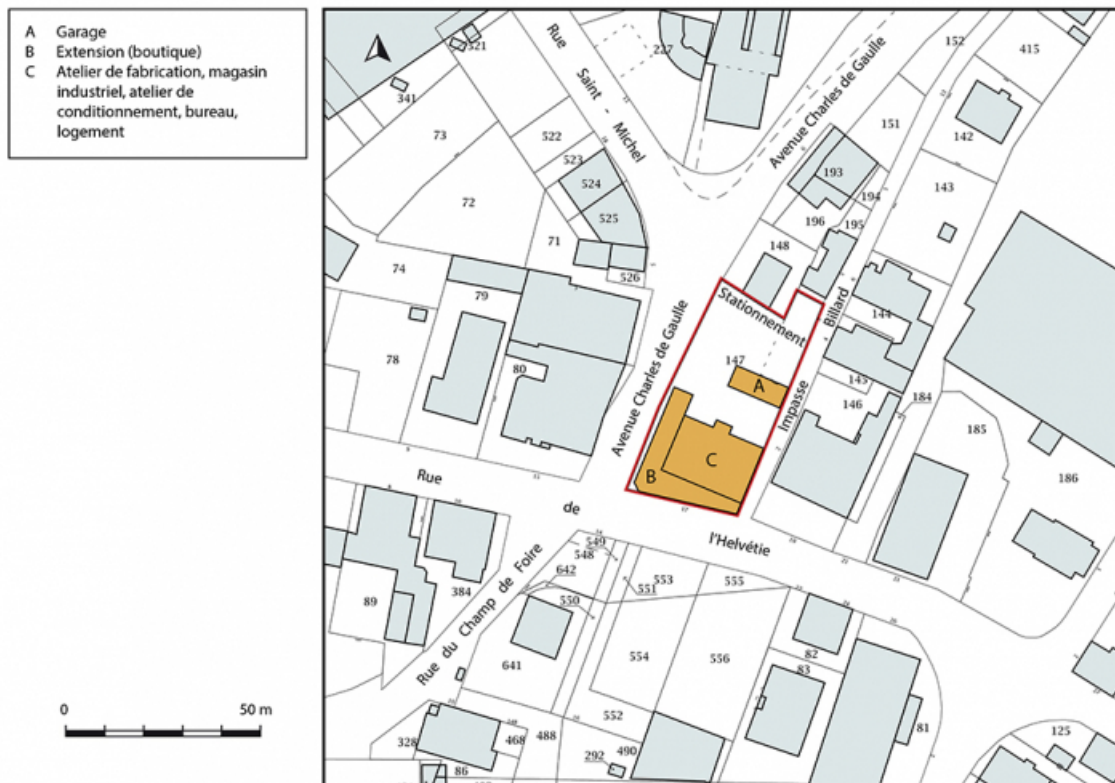 A Garage
B Extension (boutique)
C Atelier de fabrication, magasin
industriel, atelier de
conditionnement, bureau,
logement
0 50 m
521
341
73
522
523
524
525
72
71
526
74
79
78
80
Rue Saint - Michel
227
Avenue Charles de Gaulle
152
415
151
142
193
194
143
196
195
148
Stationnement
Billard
144
147
A
Avenue Charles de Gaulle
Impasse
145
146
184
185
C
B
186
Rue
de
l'Helvétie
549
548
642
550
551
553
555
89
384
Rue du Champ de Foire
641
554
556
82
83
552
81
328
468
488
292
490
86
125